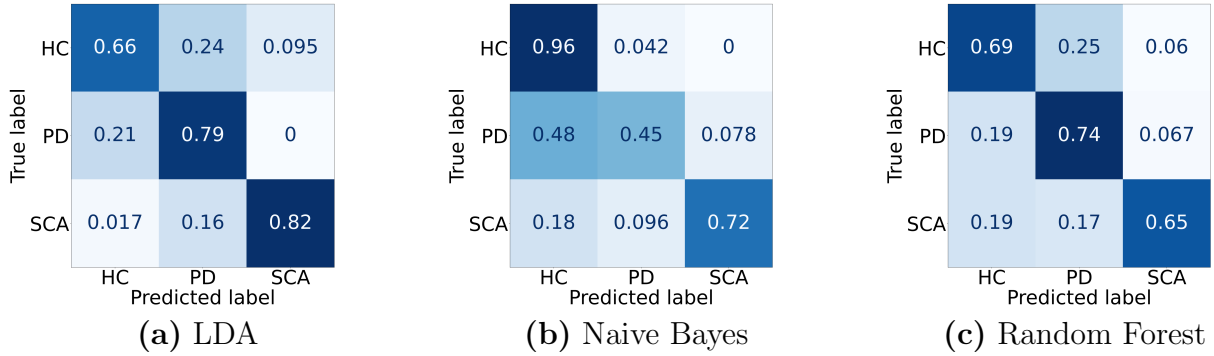 HC 0.66 0.24 0.095
PD 0.21 0.79 0
SCA 0.017 0.16 0.82
HC PD SCA
Predicted label
True label
(a) LDA
HC 0.96 0.042 0
PD 0.48 0.45 0.078
SCA 0.18 0.096 0.72
HC PD SCA
Predicted label
True label
(b) Naive Bayes
HC 0.69 0.25 0.06
PD 0.19 0.74 0.067
SCA 0.19 0.17 0.65
HC PD SCA
Predicted label
True label
(c) Random Forest